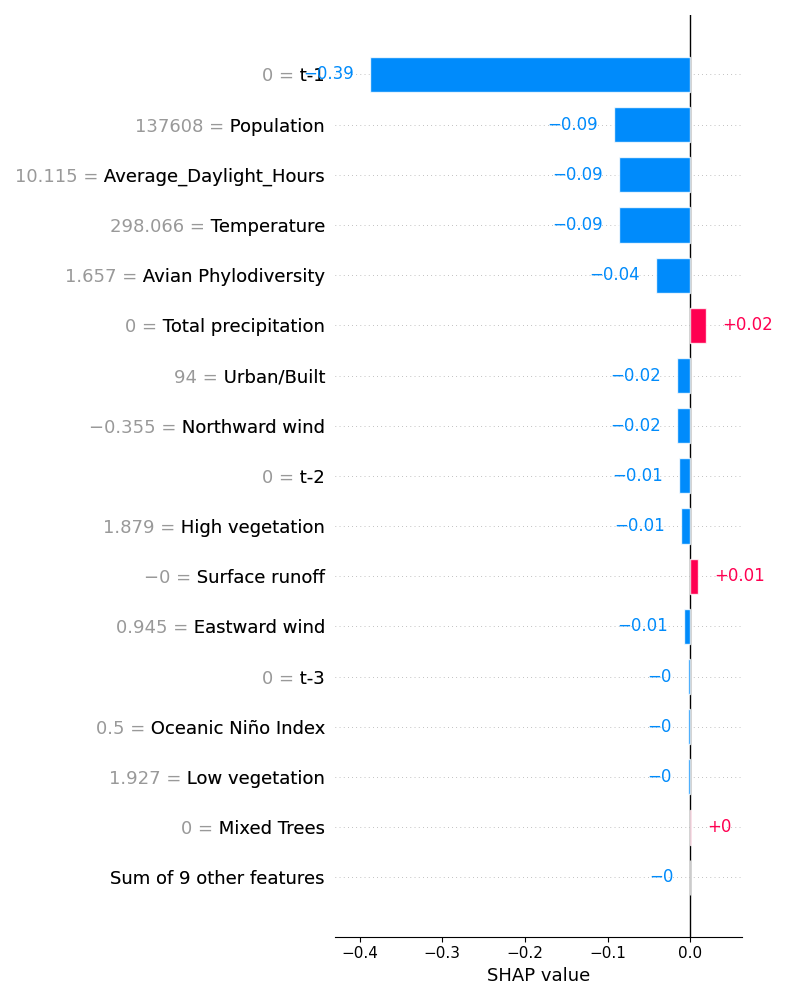 0 = t-1 −0.39
137608 = Population −0.09
10.115 = Average_Daylight_Hours −0.09
298.066 = Temperature −0.09
1.657 = Avian Phylodiversity −0.04
0 = Total precipitation +0.02
94 = Urban/Built −0.02
−0.355 = Northward wind −0.02
0 = t-2 −0.01
1.879 = High vegetation −0.01
−0 = Surface runoff +0.01
0.945 = Eastward wind −0.01
0 = t-3 −0
0.5 = Oceanic Niño Index −0
1.927 = Low vegetation −0
0 = Mixed Trees +0
Sum of 9 other features −0
−0.4 −0.3 −0.2 −0.1 0.0
SHAP value